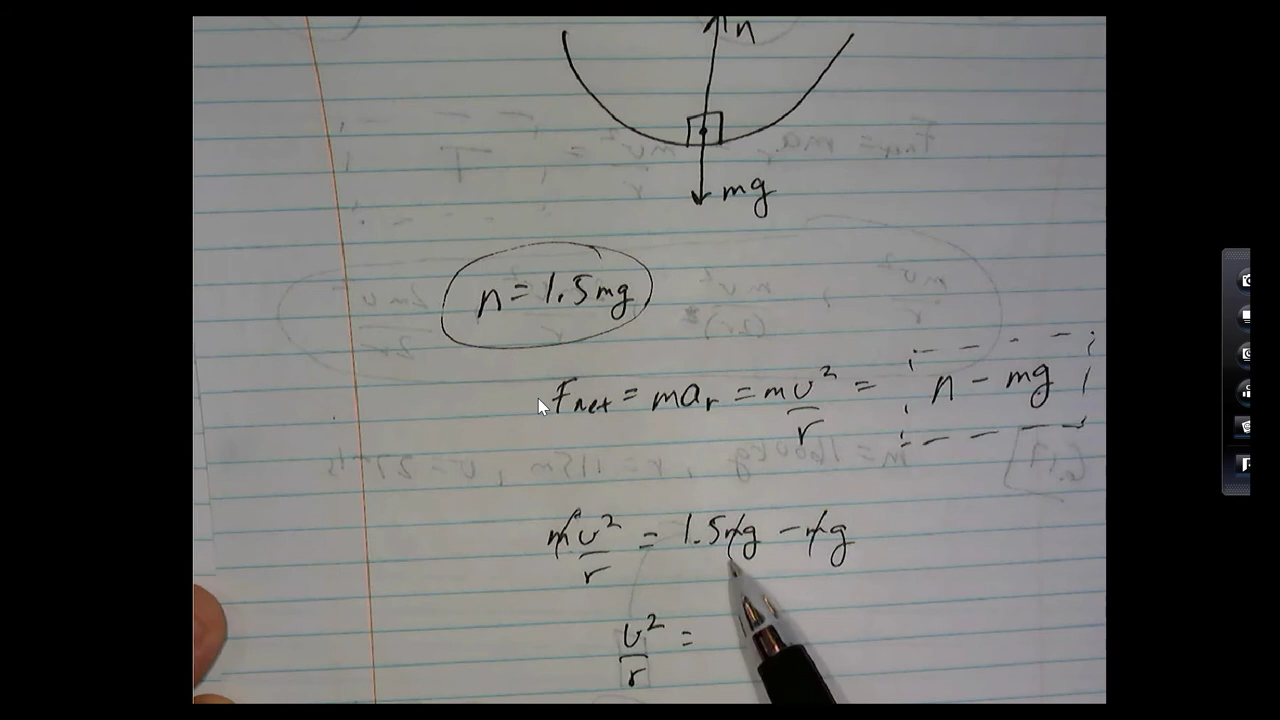 n
mg
n = 1.5mg
Fnet = mar = mv²/r = n - mg
mv²/r = 1.5mg - mg
v²/r =